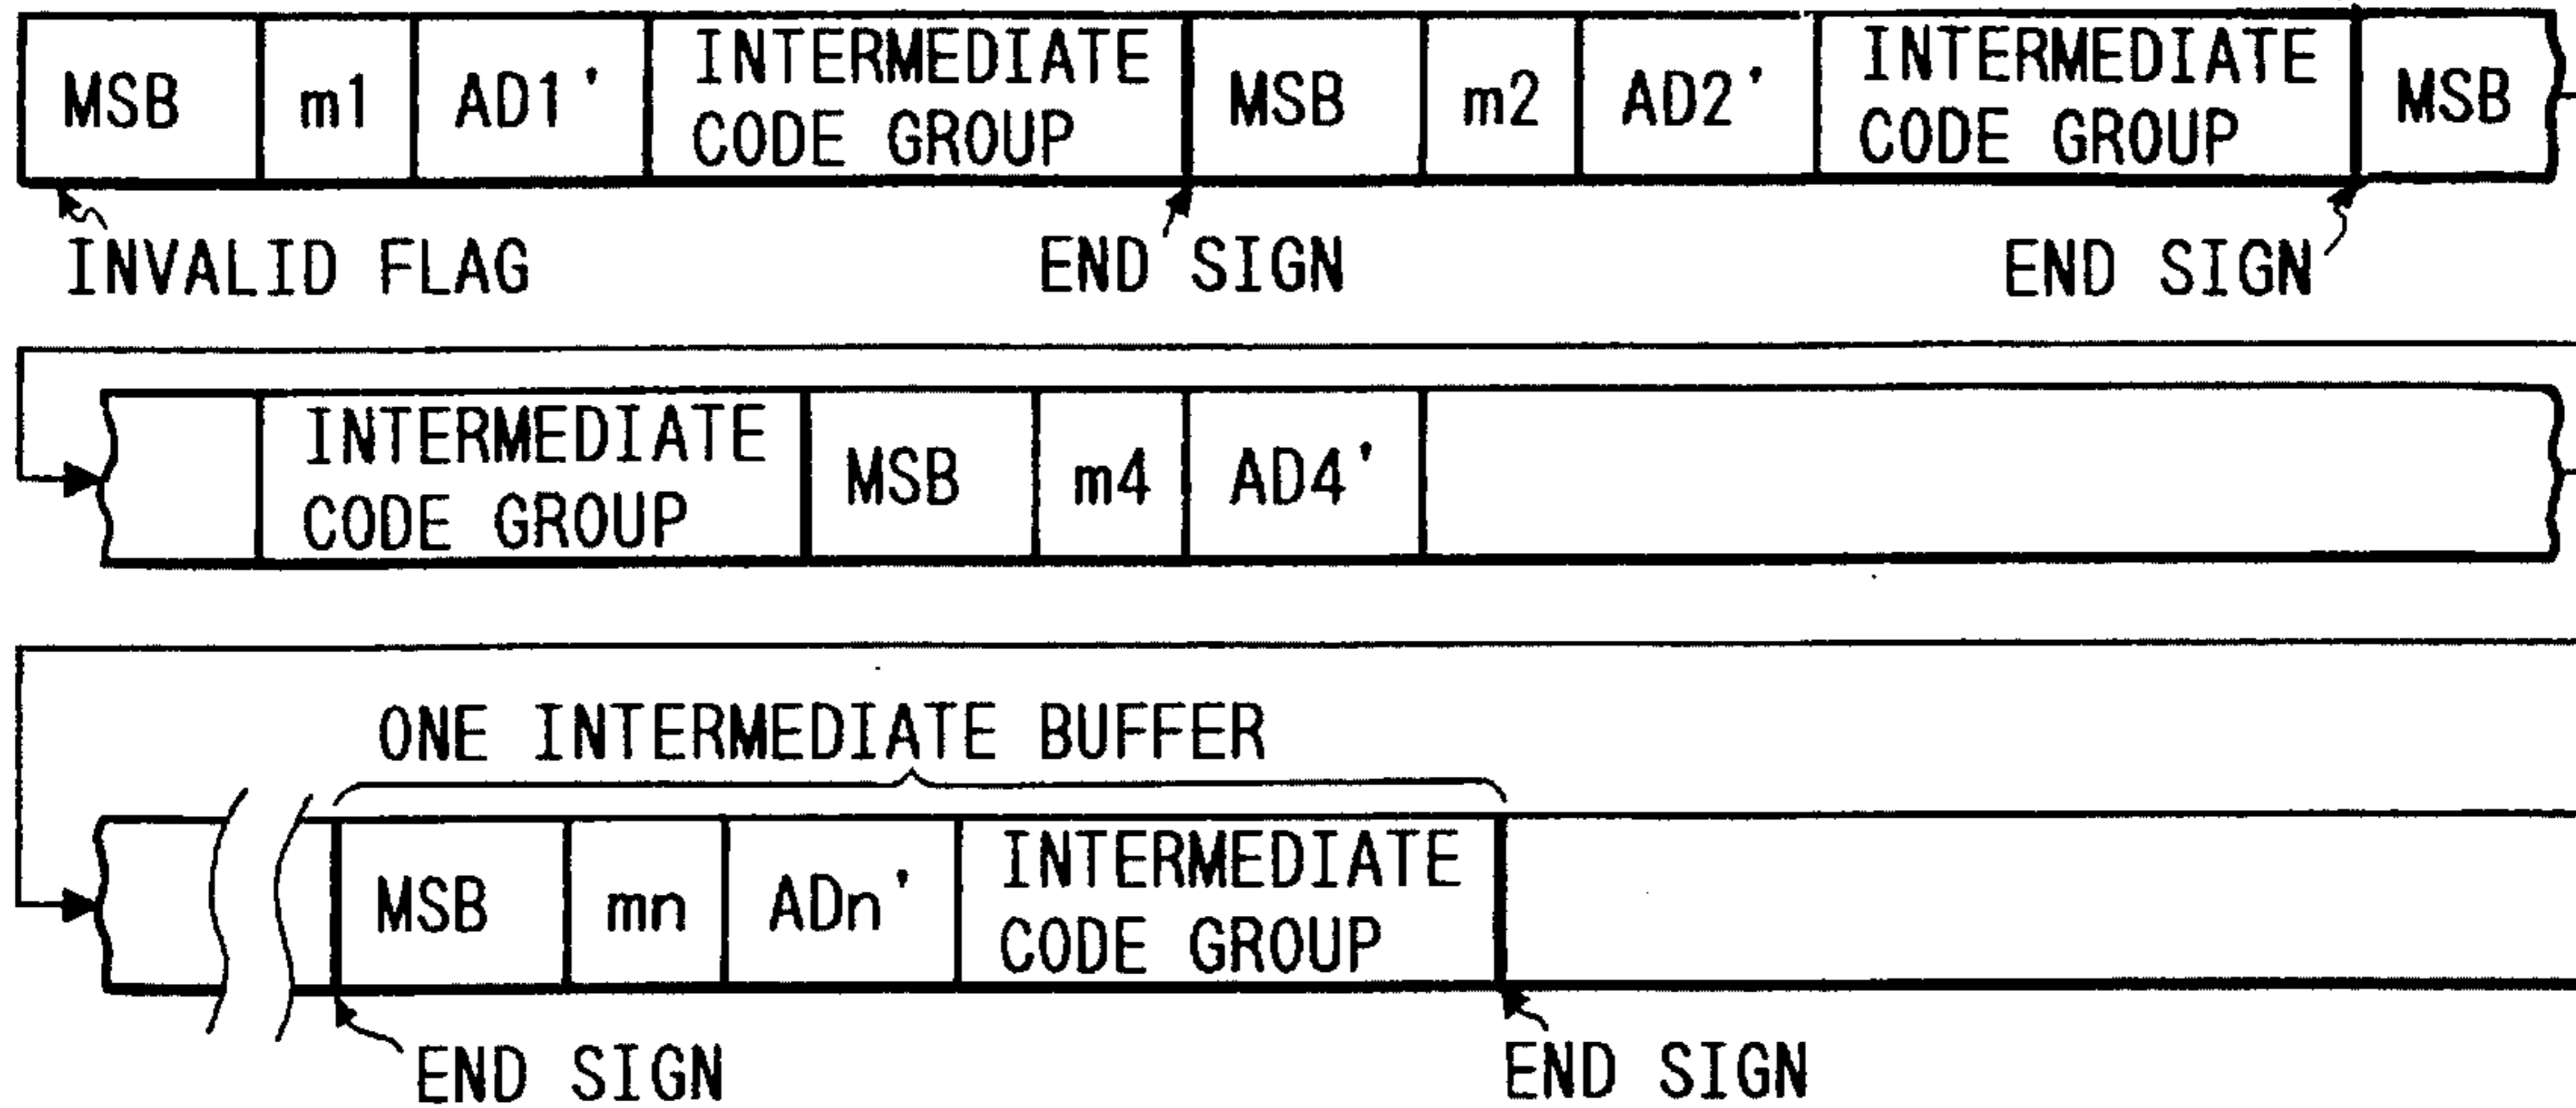 MSB m1 AD1' INTERMEDIATE CODE GROUP MSB m2 AD2' INTERMEDIATE CODE GROUP MSB
INVALID FLAG END SIGN END SIGN
INTERMEDIATE CODE GROUP MSB m4 AD4'
ONE INTERMEDIATE BUFFER
MSB mn ADn' INTERMEDIATE CODE GROUP
END SIGN END SIGN